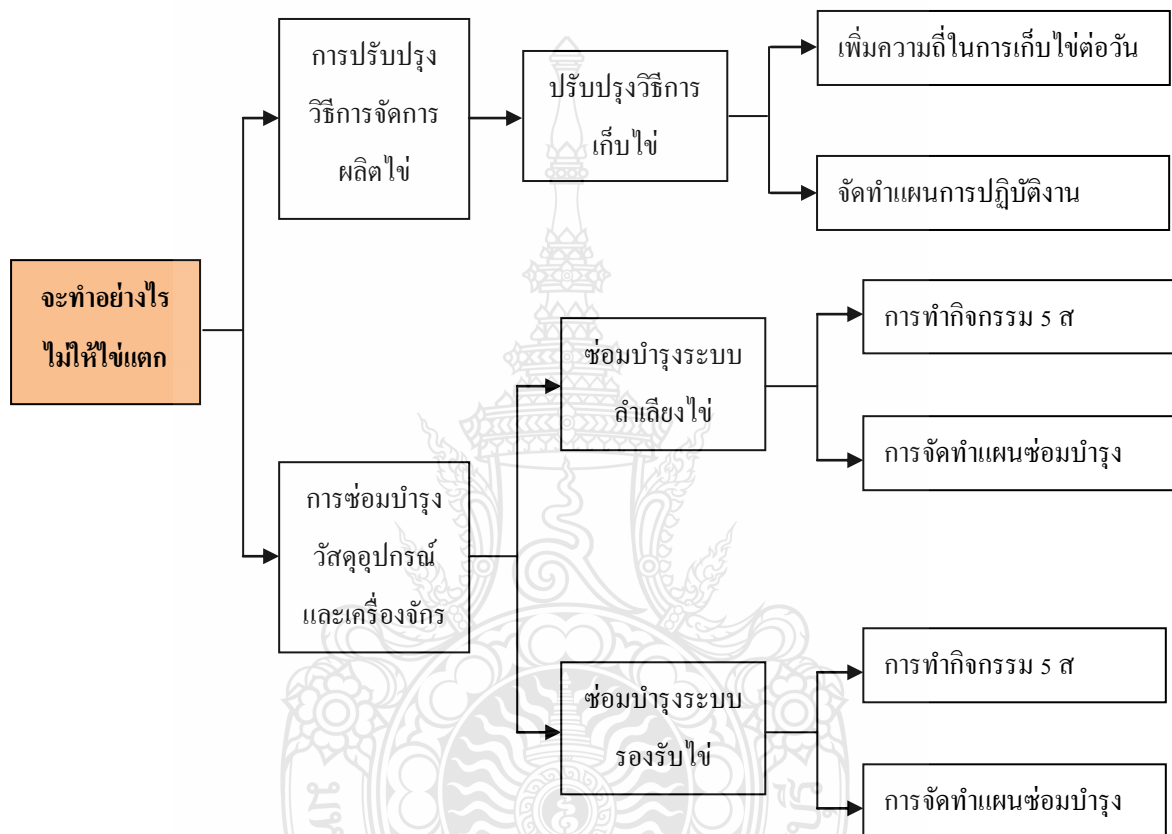 จะทำอย่างไร
ไม่ให้ไข่แตก
การปรับปรุง
วิธีการจัดการ
ผลิตไข่
ปรับปรุงวิธีการ
เก็บไข่
เพิ่มความถี่ในการเก็บไข่ต่อวัน
จัดทำแผนการปฏิบัติงาน
การซ่อมบำรุง
วัสดุอุปกรณ์
และเครื่องจักร
ซ่อมบำรุงระบบ
ลำเลียงไข่
การทำกิจกรรม 5 ส
การจัดทำแผนซ่อมบำรุง
ซ่อมบำรุงระบบ
รองรับไข่
การทำกิจกรรม 5 ส
การจัดทำแผนซ่อมบำรุง